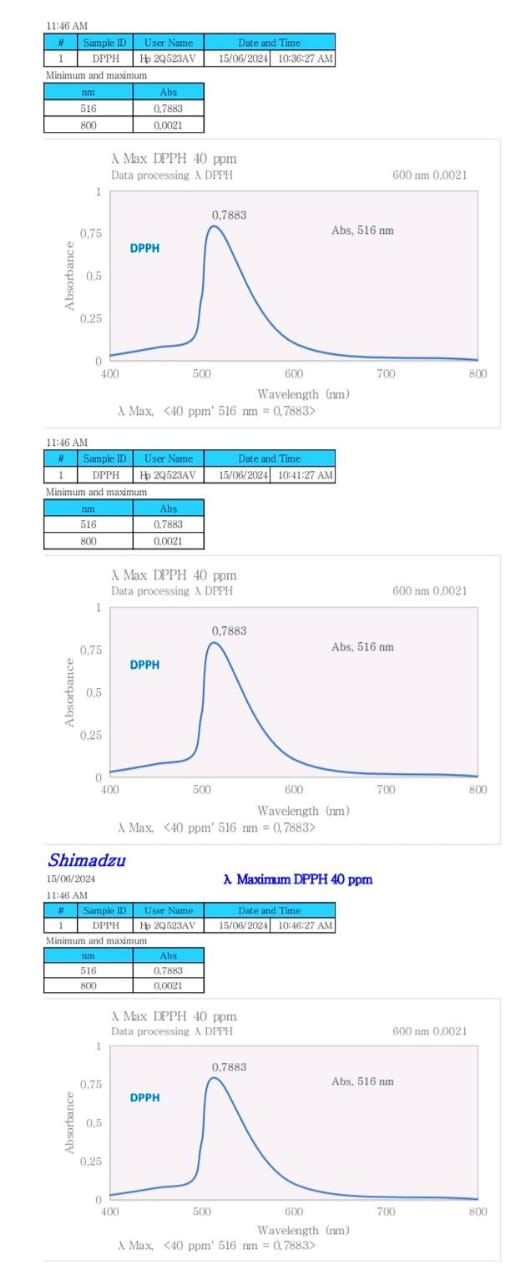 11:46 AM
# Sample ID User Name Date and Time
1 DPPH Hp 2Q523AV 15/06/2024 10:36:27 AM
Minimum and maximum
nm Abs
516 0,7883
800 0,0021
λ Max DPPH 40 ppm
Data processing λ DPPH 600 nm 0,0021
1
0,7883
Abs, 516 nm
0,75
DPPH
0,5
0,25
0
Absorbance
400 500 600 700 800
Wavelength (nm)
λ Max, <40 ppm' 516 nm = 0,7883>
11:46 AM
# Sample ID User Name Date and Time
1 DPPH Hp 2Q523AV 15/06/2024 10:41:27 AM
Minimum and maximum
nm Abs
516 0,7883
800 0,0021
λ Max DPPH 40 ppm
Data processing λ DPPH 600 nm 0,0021
1
0,7883
Abs, 516 nm
0,75
DPPH
0,5
0,25
0
Absorbance
400 500 600 700 800
Wavelength (nm)
λ Max, <40 ppm' 516 nm = 0,7883>
Shimadzu
15/06/2024 λ Maximum DPPH 40 ppm
11:46 AM
# Sample ID User Name Date and Time
1 DPPH Hp 2Q523AV 15/06/2024 10:46:27 AM
Minimum and maximum
nm Abs
516 0,7883
800 0,0021
λ Max DPPH 40 ppm
Data processing λ DPPH 600 nm 0,0021
1
0,7883
Abs, 516 nm
0,75
DPPH
0,5
0,25
0
Absorbance
400 500 600 700 800
Wavelength (nm)
λ Max, <40 ppm' 516 nm = 0,7883>